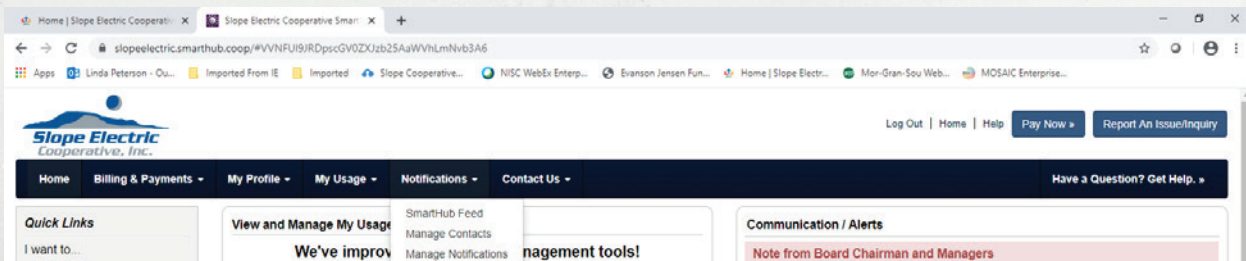 Home | Slope Electric Cooperativ
Slope Electric Cooperative Smart
slopeelectric.smarthub.coop/#VVNFUl9JRDpscGV0ZXJzb25AaWVhLmNvb3A6
Apps Linda Peterson - Ou... Imported From IE Imported Slope Cooperative... NISC WebEx Enterp... Evanson Jensen Fun... Home | Slope Electr... Mor-Gran-Sou Web... MOSAIC Enterprise...
Slope Electric
Cooperative, Inc.
Log Out | Home | Help Pay Now » Report An Issue/Inquiry
Home Billing & Payments My Profile My Usage Notifications Contact Us Have a Question? Get Help. »
SmartHub Feed
Manage Contacts
Manage Notifications
Quick Links
I want to...
View and Manage My Usage
We've improv nagement tools!
Communication / Alerts
Note from Board Chairman and Managers